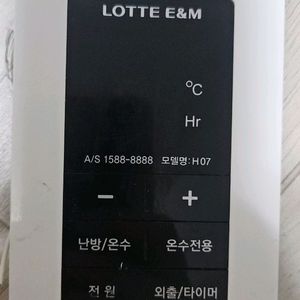 LOTTE E&M
°C
Hr
A/S 1588-8888 모델명: H07
− +
난방/온수 온수전용
전 원 외출/타이머